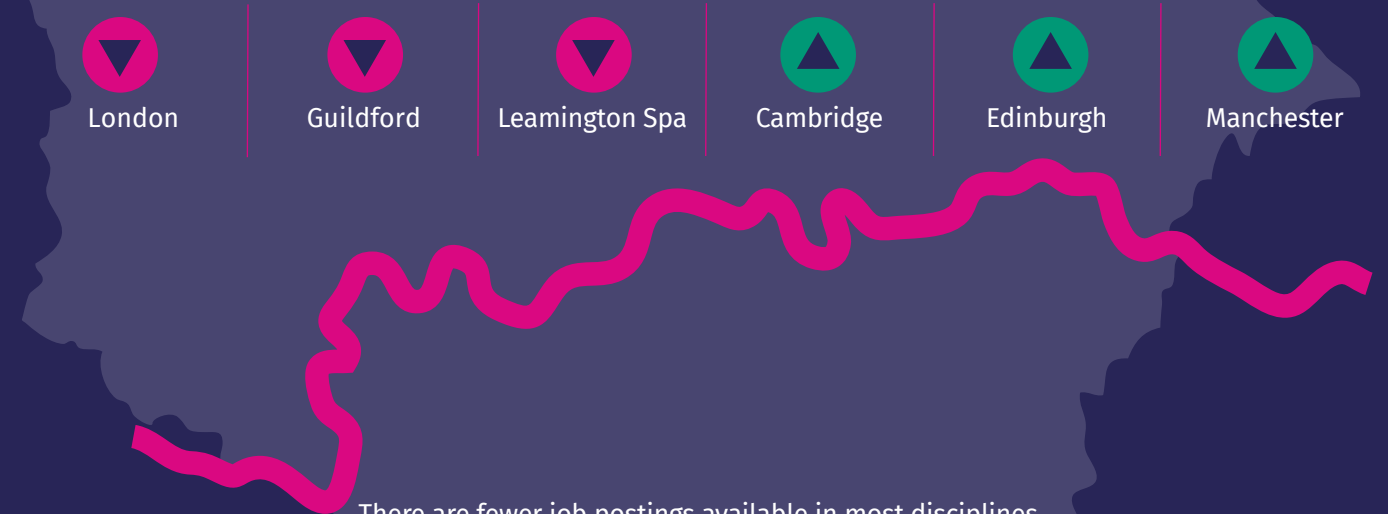 London
Guildford
Leamington Spa
Cambridge
Edinburgh
Manchester
There are fewer job postings available in most disciplines